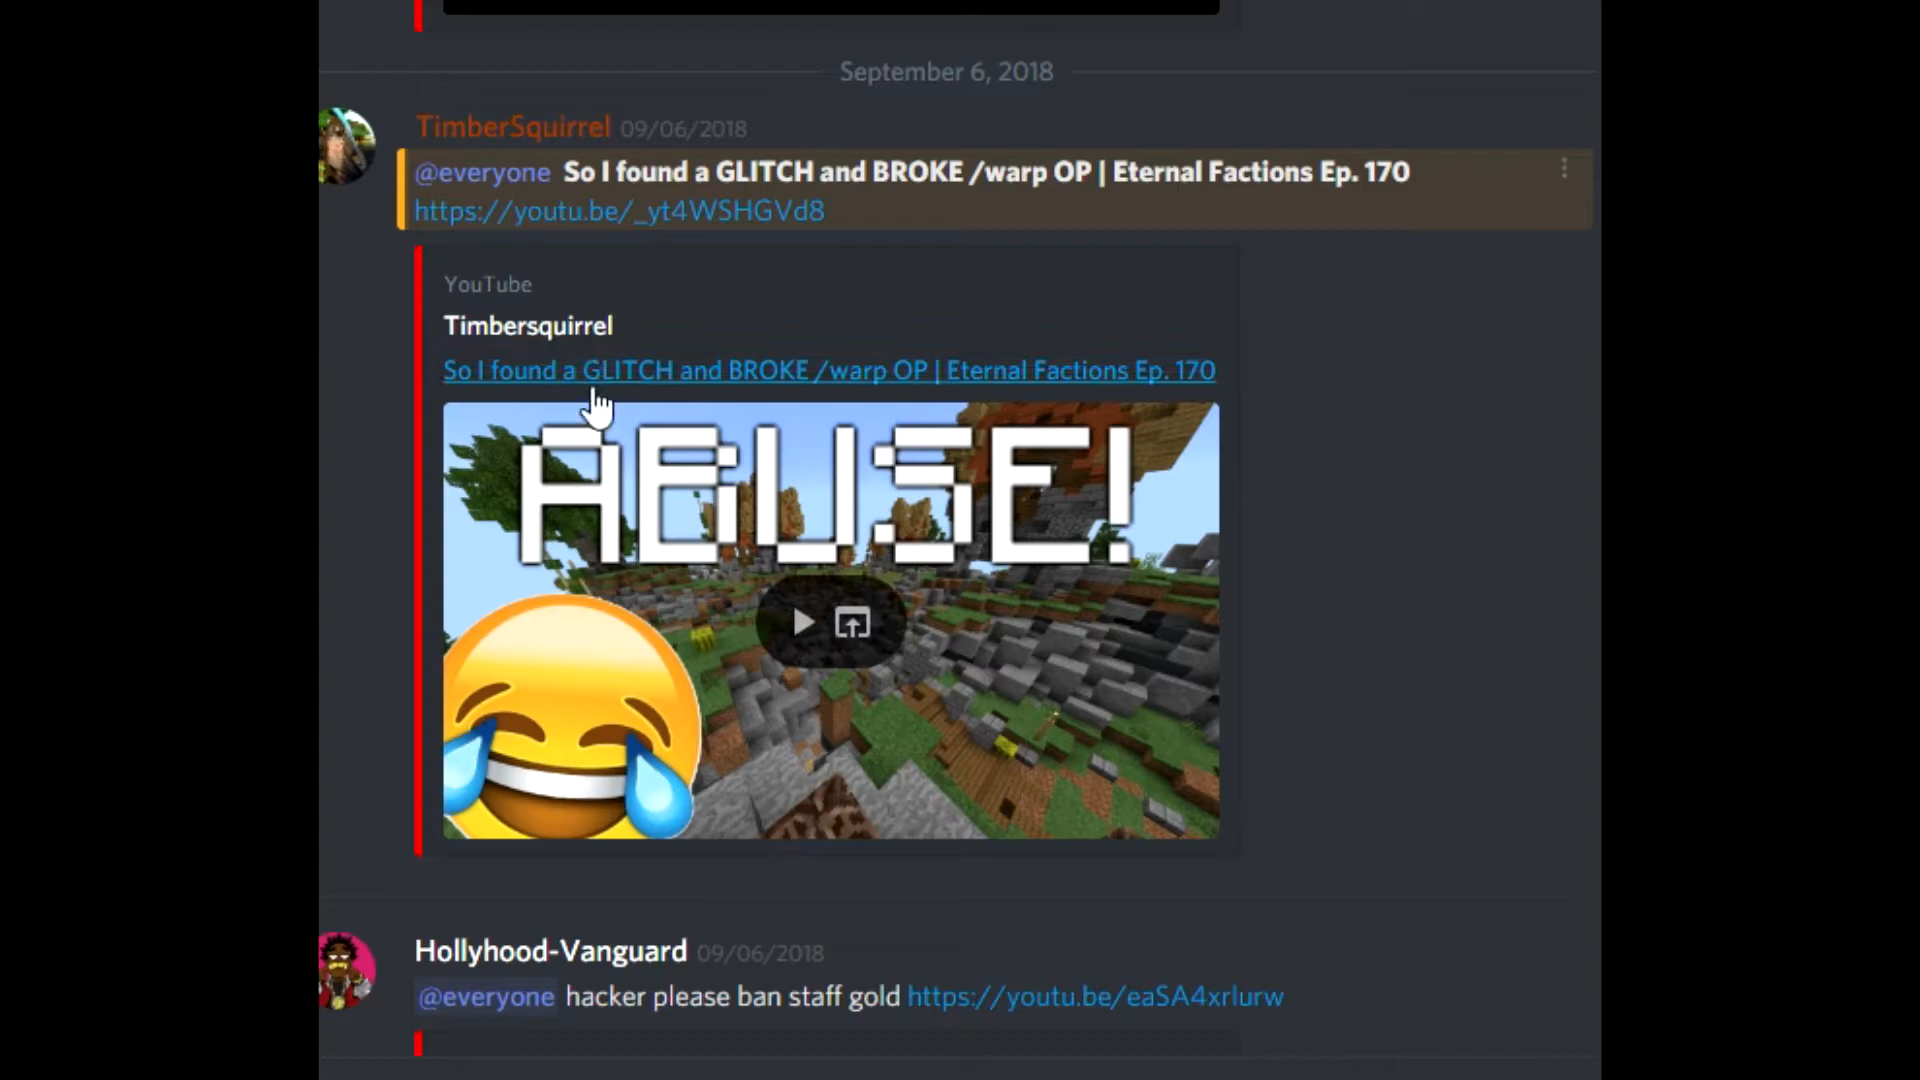 September 6, 2018
TimberSquirrel 09/06/2018
@everyone So I found a GLITCH and BROKE /warp OP | Eternal Factions Ep. 170
https://youtu.be/_yt4WSHGVd8
YouTube
Timbersquirrel
So I found a GLITCH and BROKE /warp OP | Eternal Factions Ep. 170
ABUSE!
Hollyhood-Vanguard 09/06/2018
@everyone hacker please ban staff gold https://youtu.be/eaSA4xrlurw